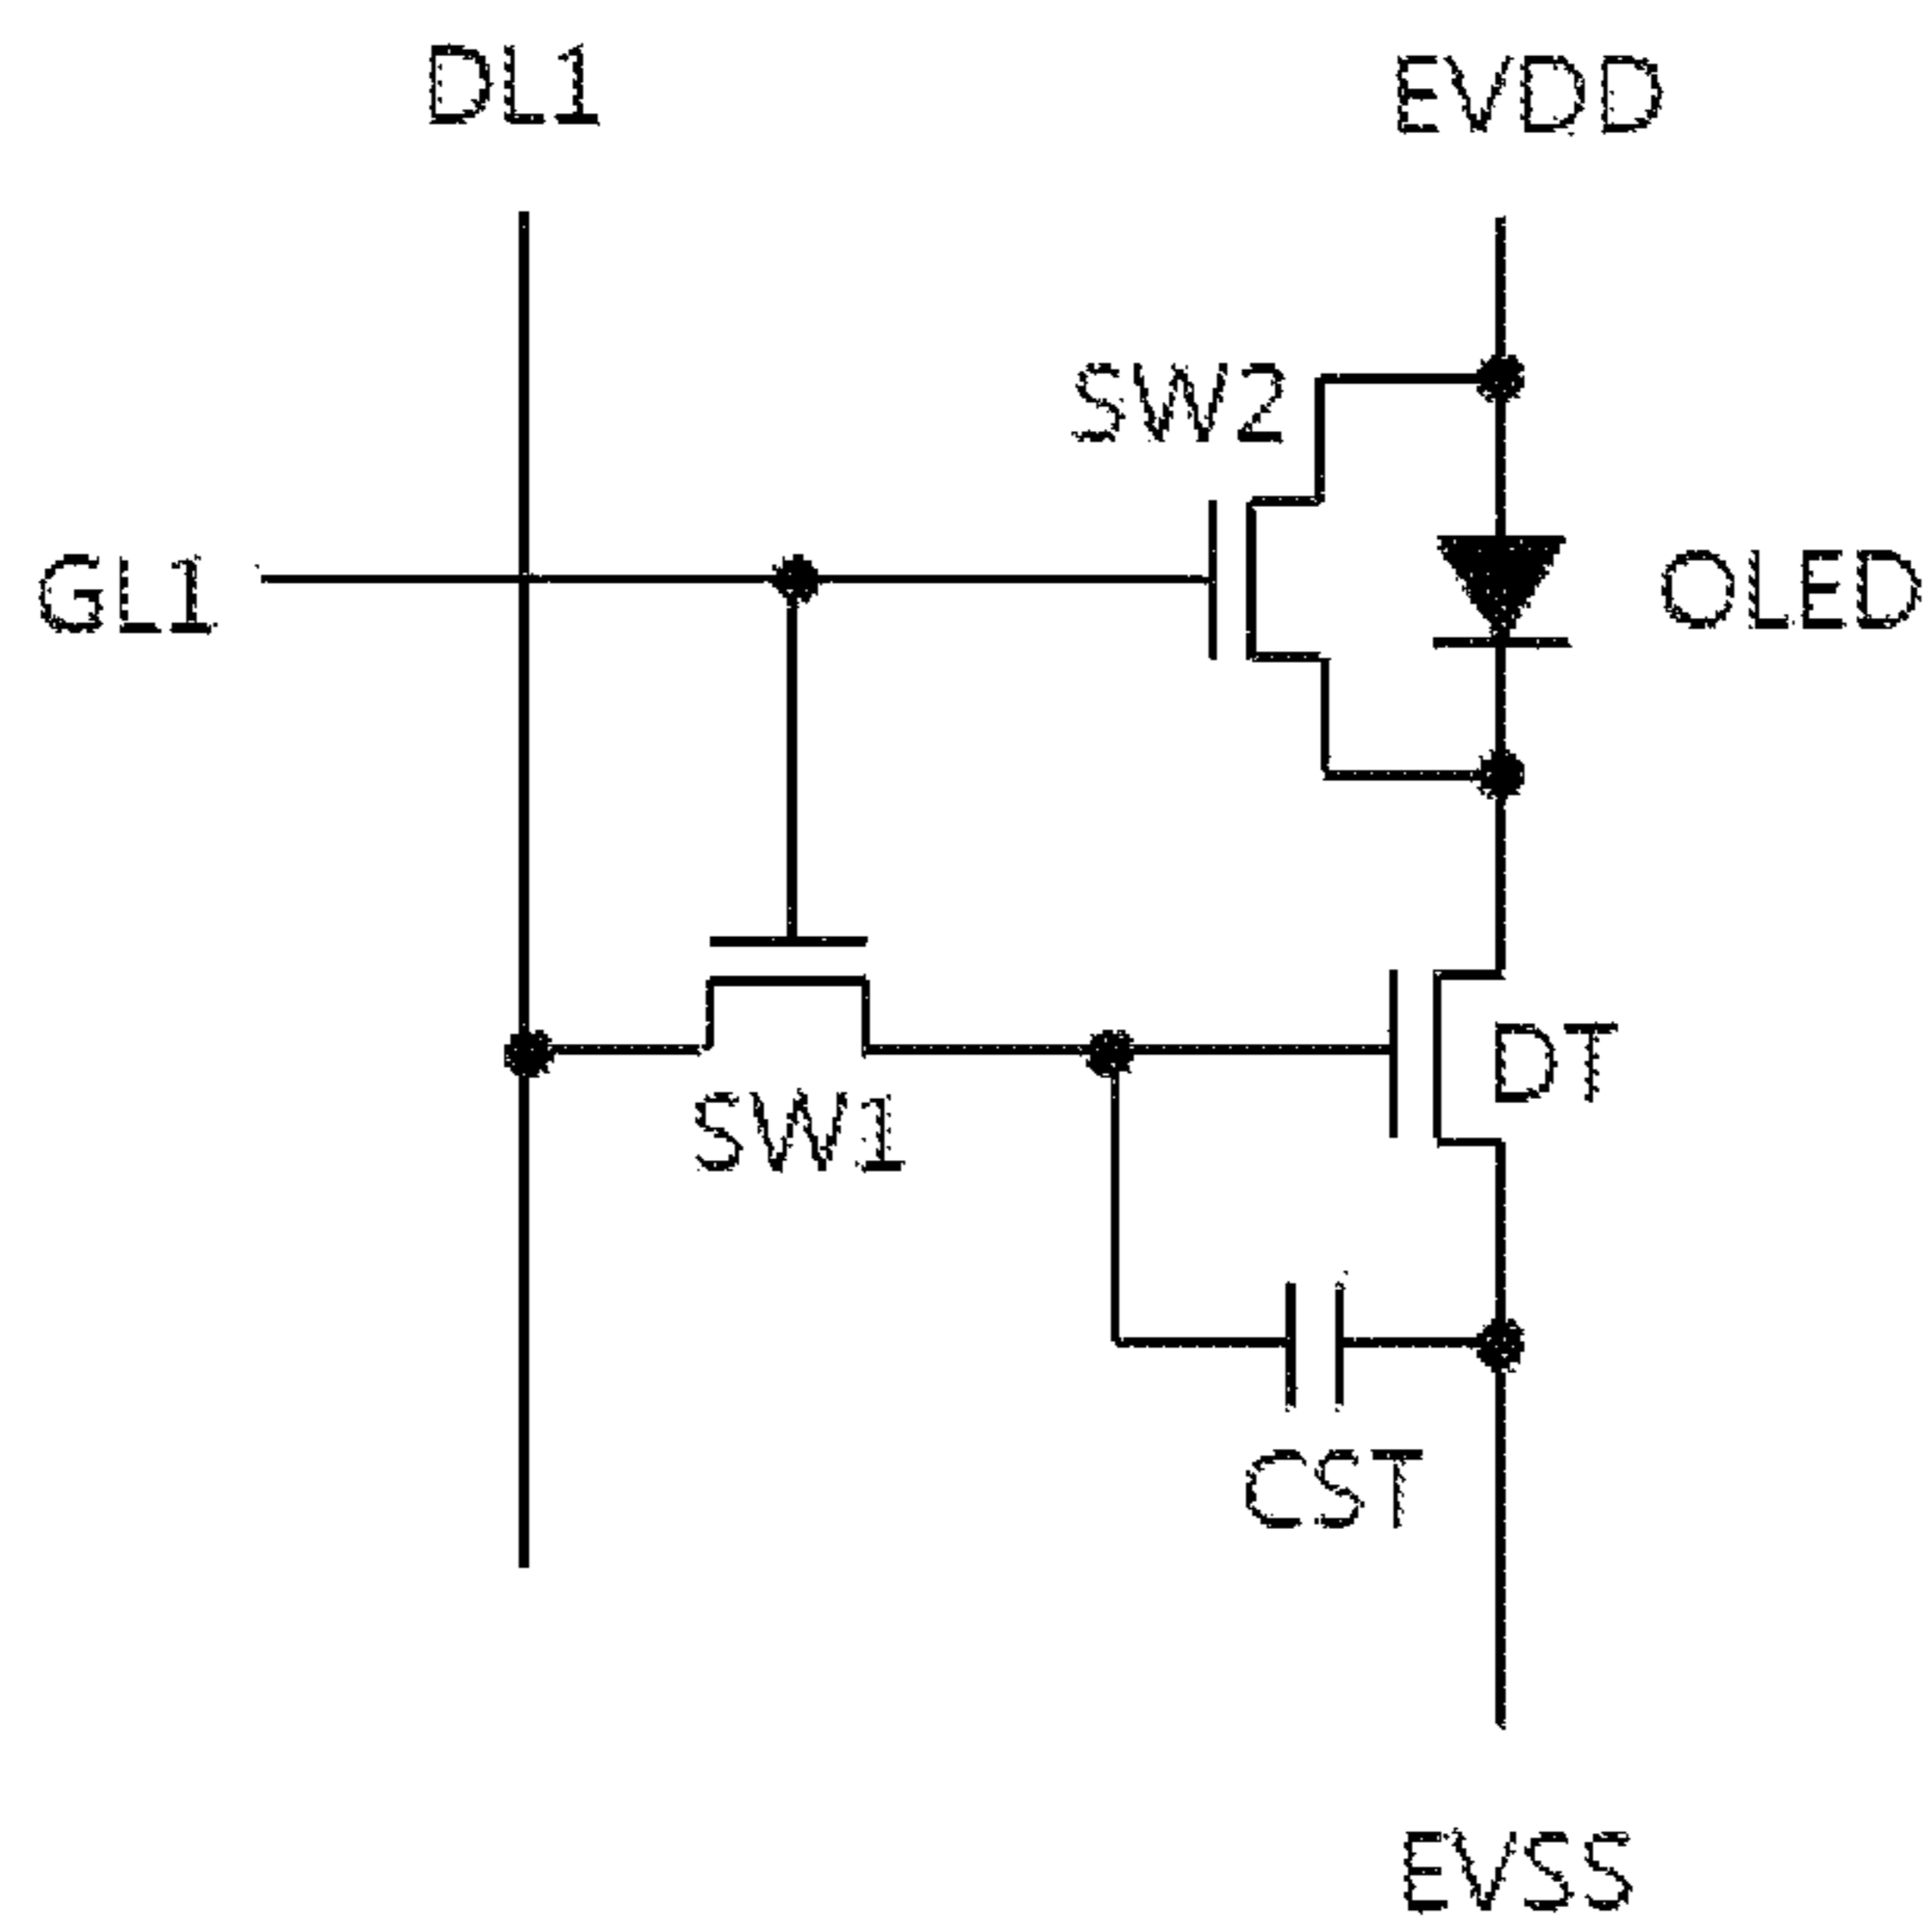 DL1
EVDD
SW2
GL1
OLED
DT
SW1
CST
EVSS